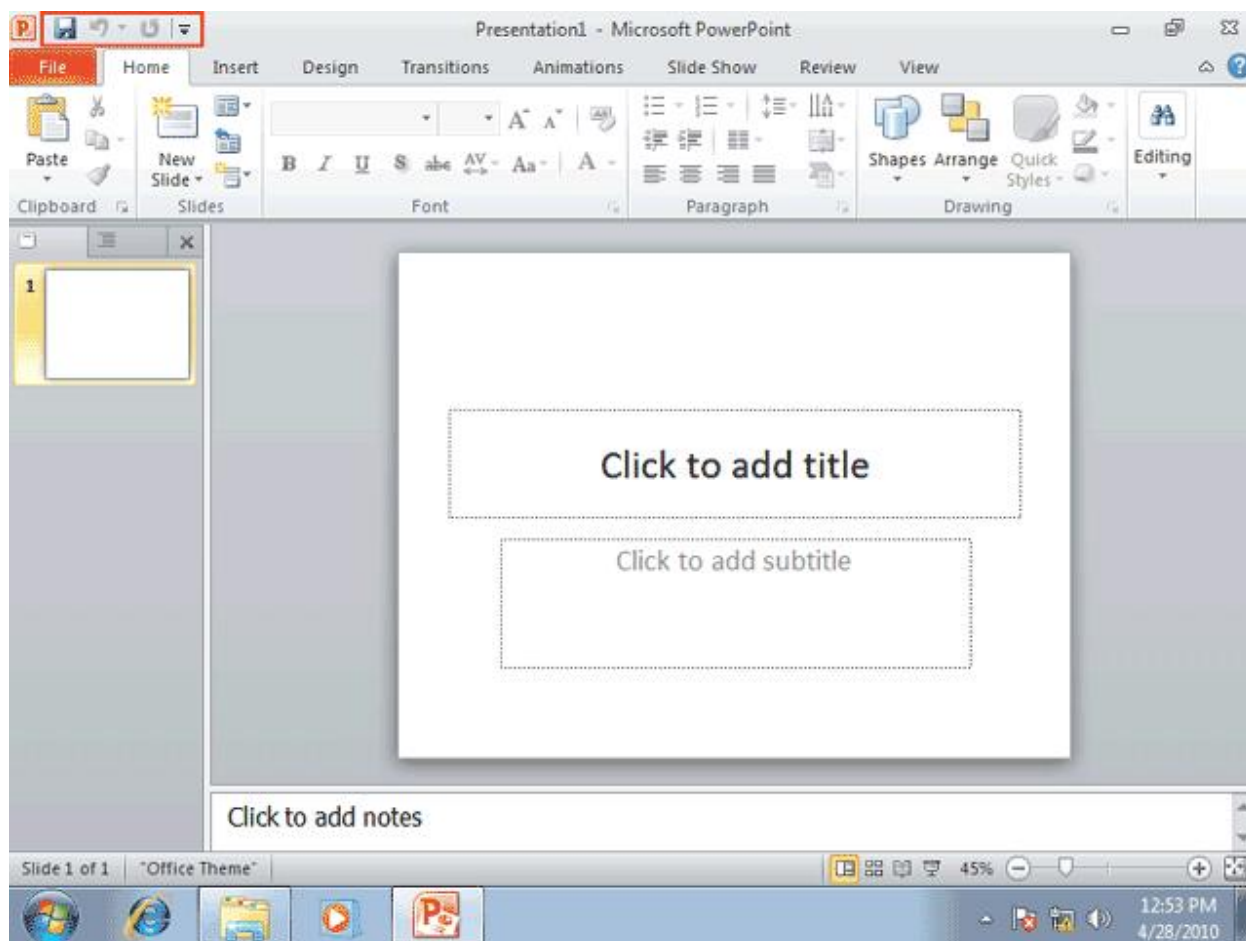 Presentation1 - Microsoft PowerPoint
File Home Insert Design Transitions Animations Slide Show Review View
Paste
New
Slide
B I U S abc AV Aa A
A A
Shapes Arrange Quick
Styles
Editing
Clipboard Slides Font Paragraph Drawing
1
Click to add title
Click to add subtitle
Click to add notes
Slide 1 of 1 "Office Theme" 45%
12:53 PM
4/28/2010